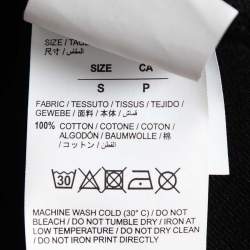 SIZE / TAGL
尺寸 / المقاس
SIZE CA
S P
FABRIC / TESSUTO / TISSUS / TEJIDO /
GEWEBE / 面料 / 本体 / قماش
100% COTTON / COTONE / COTON /
ALGODÓN / BAUMWOLLE / 棉
/ コットン / القطن
30
MACHINE WASH COLD (30° C) / DO NOT
BLEACH / DO NOT TUMBLE DRY / IRON AT
LOW / DO NOT DRY CLEAN / DO NOT
IRON PRINT DIRECTLY